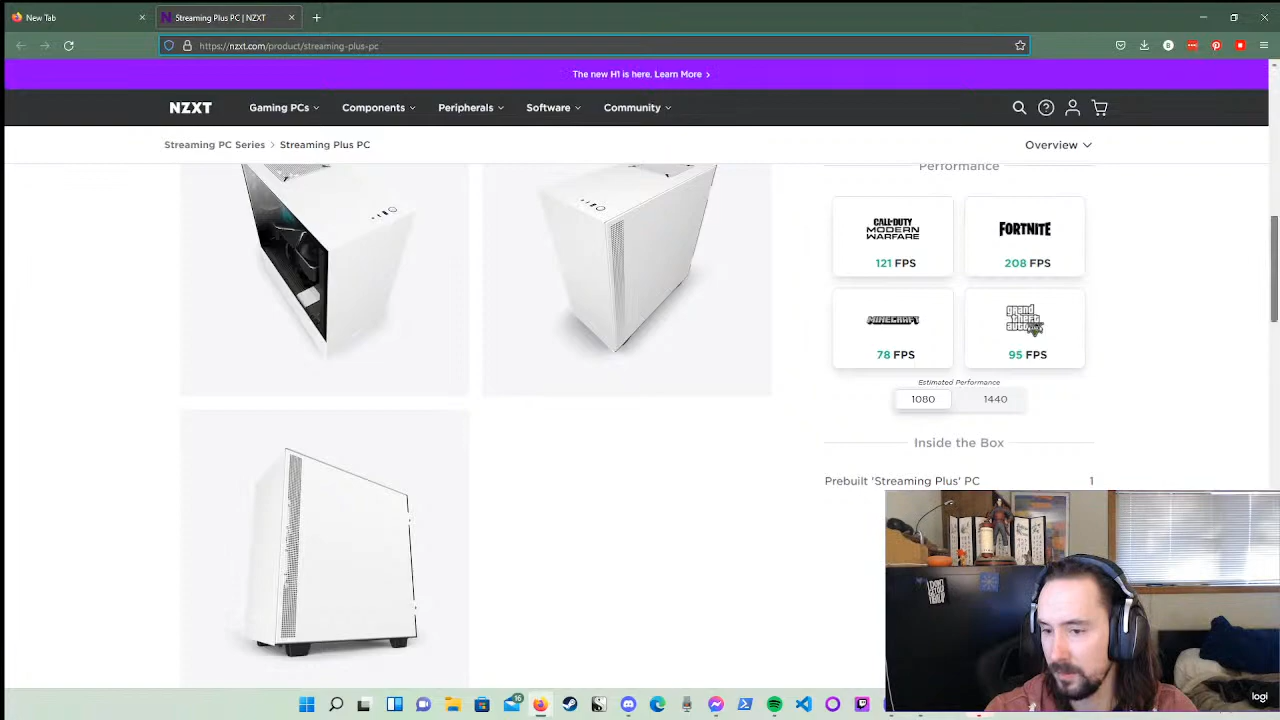 New Tab
Streaming Plus PC | NZXT
https://nzxt.com/product/streaming-plus-pc
The new H1 is here. Learn More >
NZXT
Gaming PCs
Components
Peripherals
Software
Community
Streaming PC Series > Streaming Plus PC
Overview
Performance
CALL OF DUTY
MODERN
WARFARE
121 FPS
FORTNITE
208 FPS
MINECRAFT
78 FPS
grand
theft
auto
95 FPS
Estimated Performance
1080
1440
Inside the Box
Prebuilt 'Streaming Plus' PC 1
16
logi